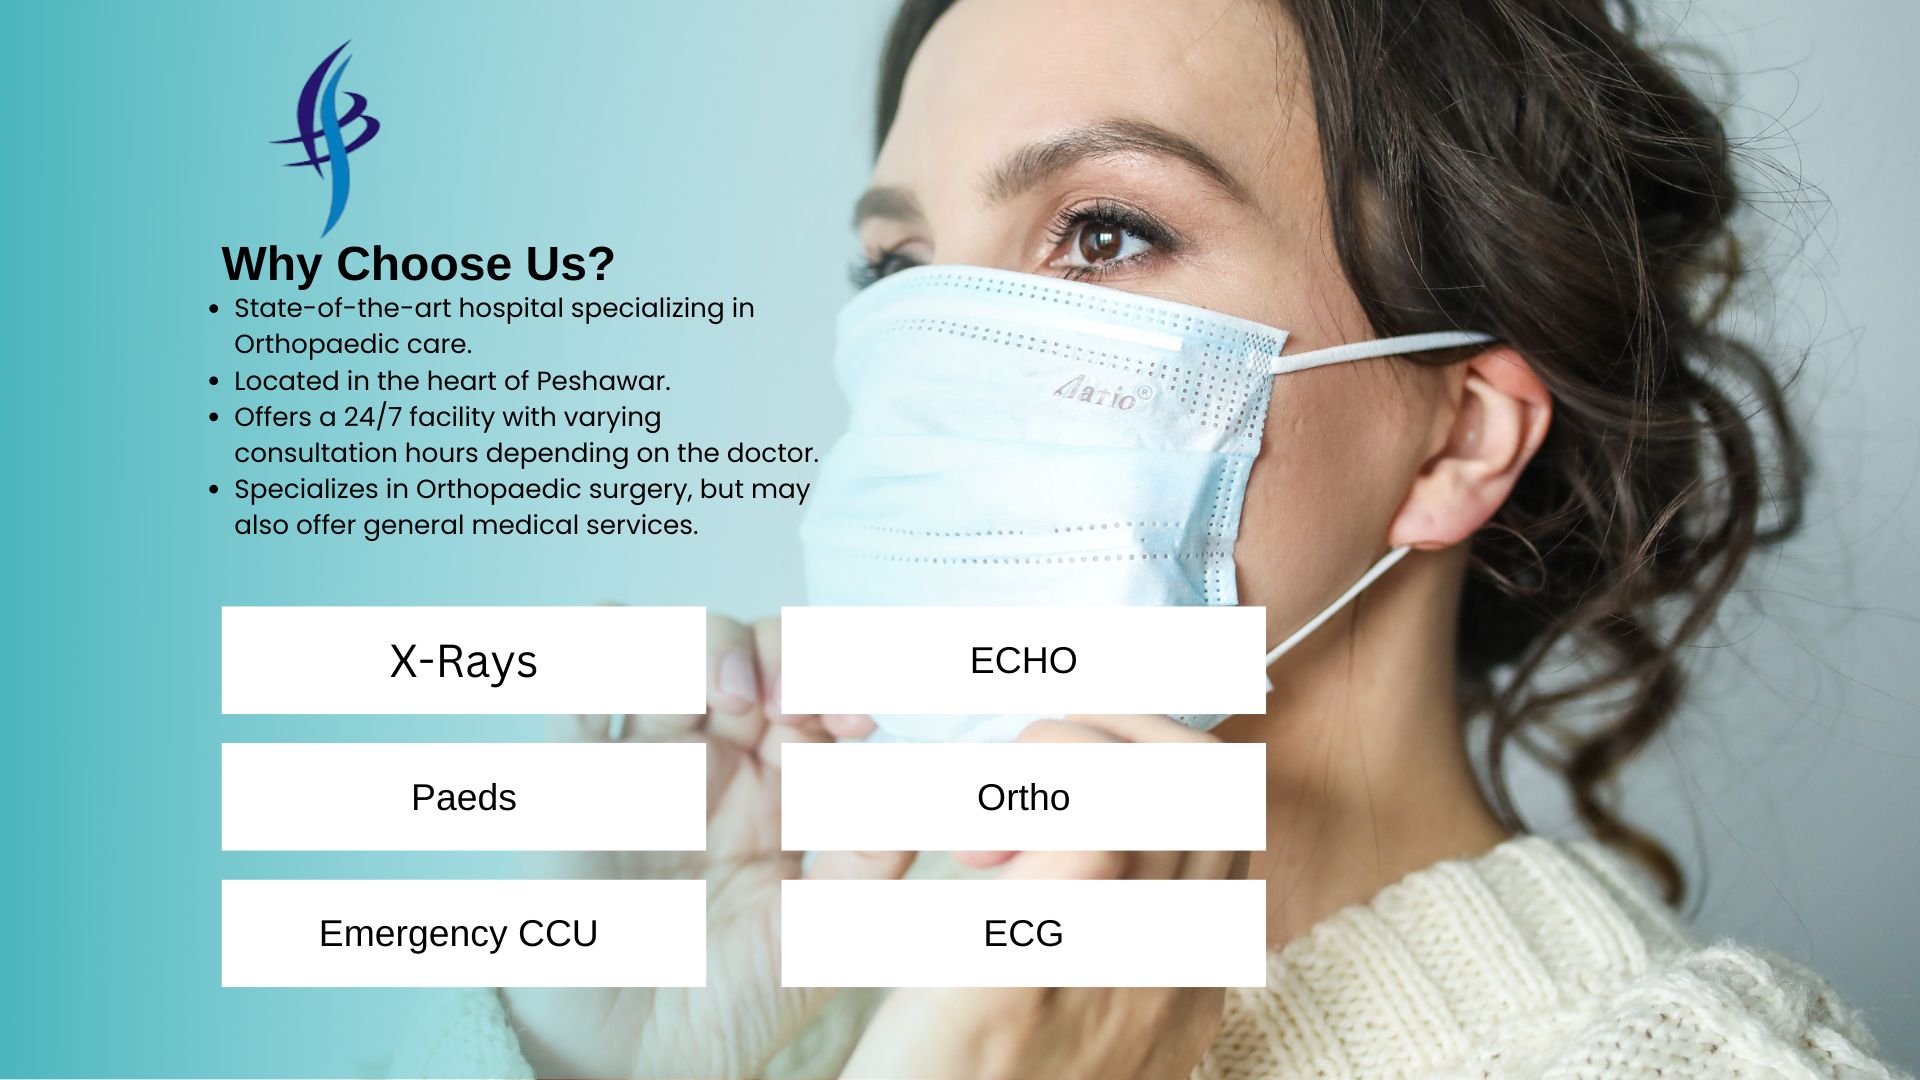 Why Choose Us?
• State-of-the-art hospital specializing in
Orthopaedic care.
• Located in the heart of Peshawar.
• Offers a 24/7 facility with varying
consultation hours depending on the doctor.
• Specializes in Orthopaedic surgery, but may
also offer general medical services.
X-Rays
ECHO
Paeds
Ortho
Emergency CCU
ECG